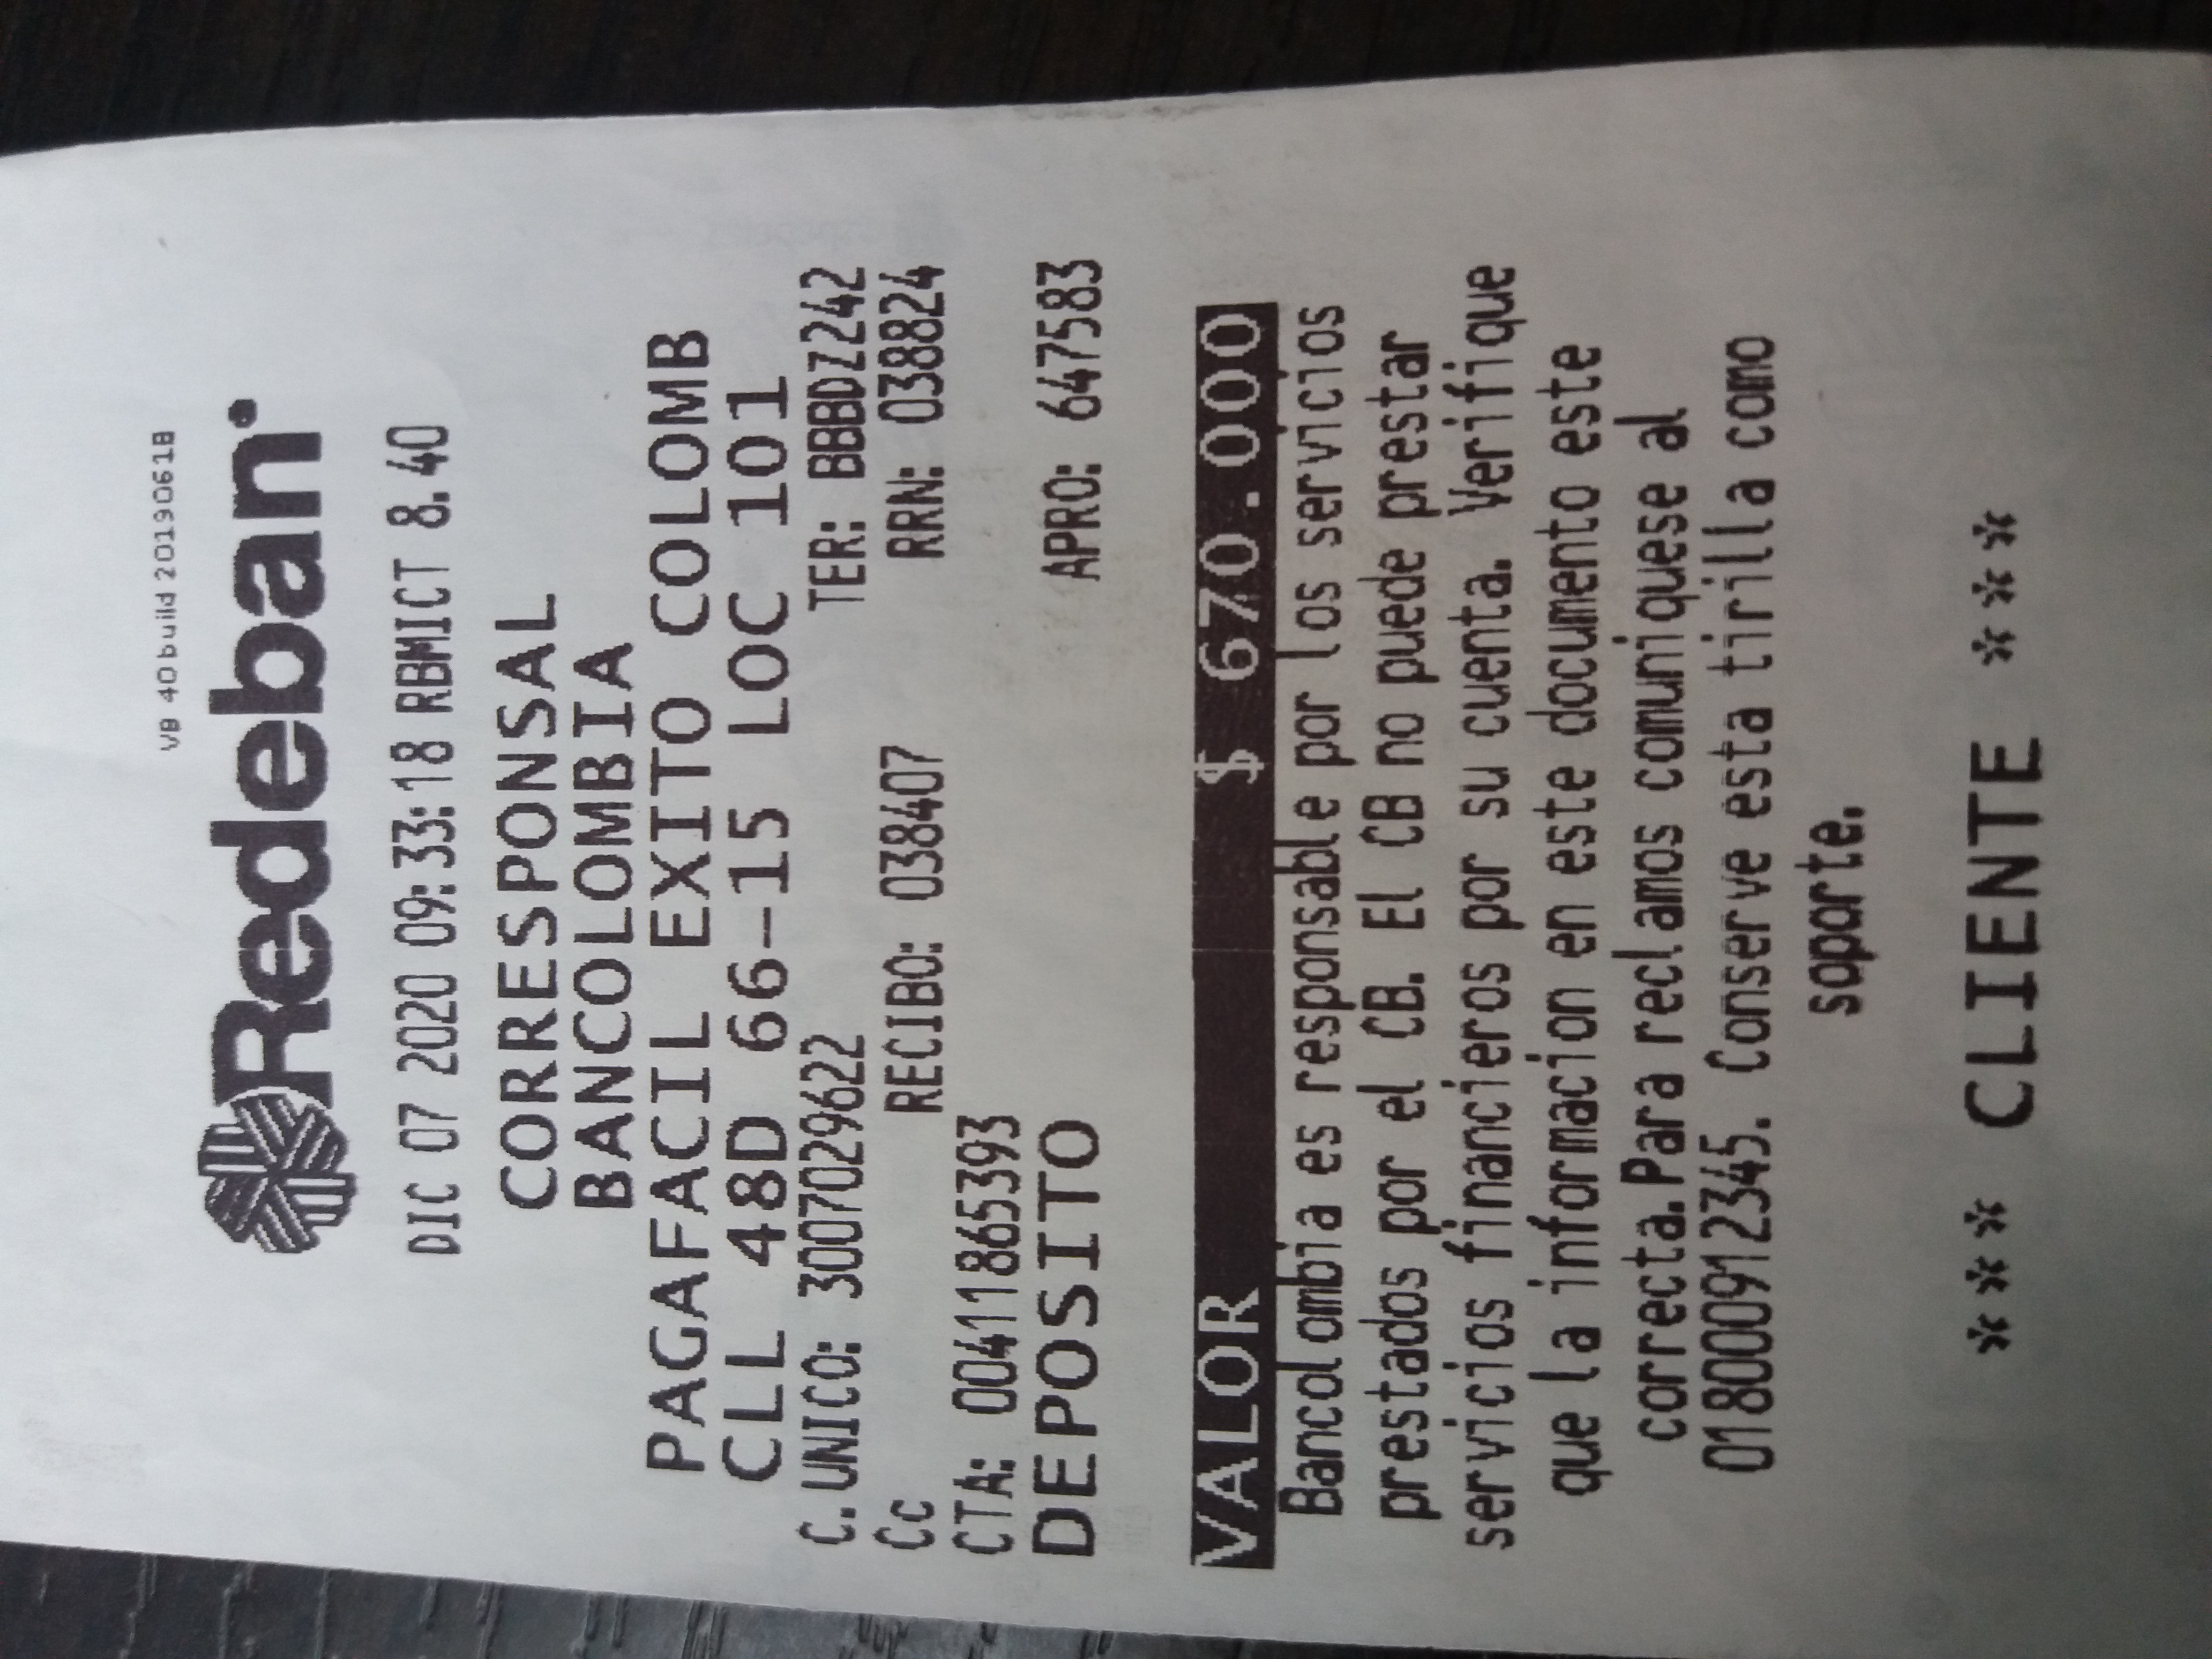 VB 40 build 20190618
Redeban
DIC 07 2020 09:33:18 RBMICT 8.40
CORRESPONSAL
BANCOLOMBIA
PAGAFACIL EXITO COLOMB
CLL 48D 66-15 LOC 101
C.UNICO: 3007029622 TER: BBBDZ242
Cc RECIBO: 038407 RRN: 038824
CTA: 00411865393
DEPOSITO APRO: 647583
VALOR $ 670.000
Bancolombia es responsable por los servicios
prestados por el CB. El CB no puede prestar
servicios financieros por su cuenta. Verifique
que la informacion en este documento este
correcta.Para reclamos comuniquese al
018000912345. Conserve esta tirilla como
soporte.
*** CLIENTE ***